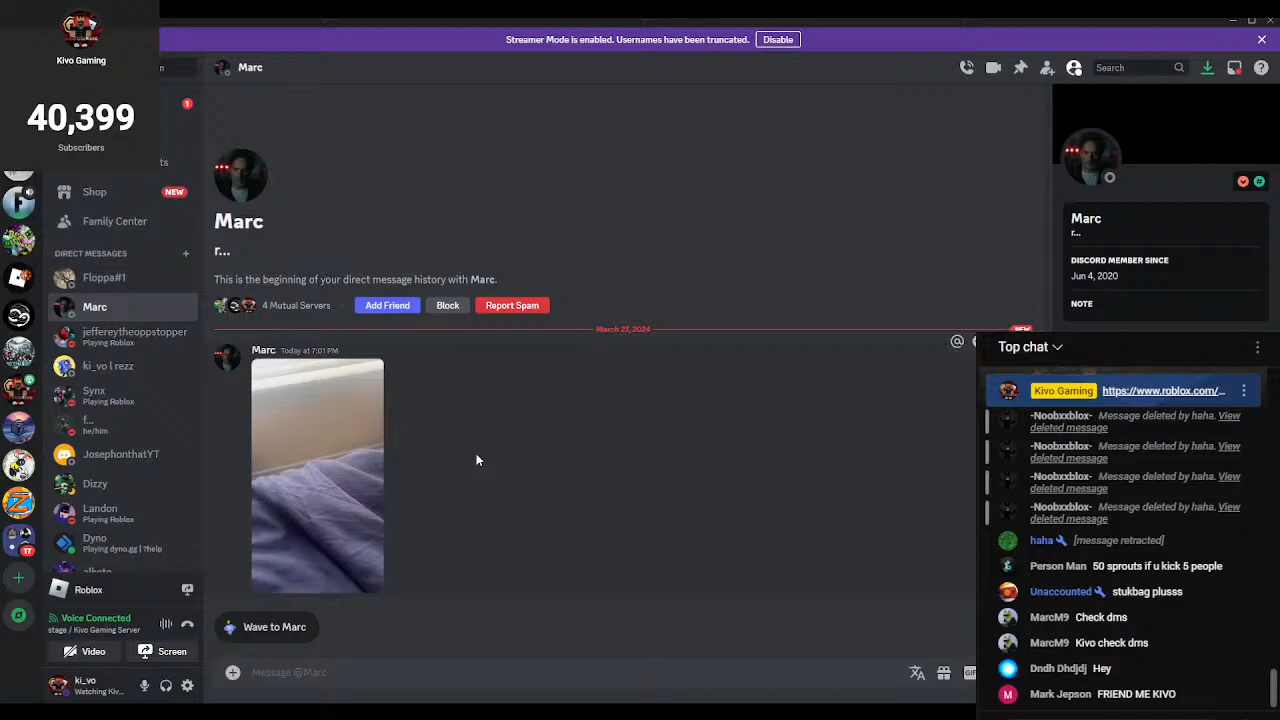 Kivo Gaming
40,399
Subscribers
Streamer Mode is enabled. Usernames have been truncated.
Disable
n
Marc
Search
1
ts
Shop
NEW
Family Center
DIRECT MESSAGES
Floppa#1
Marc
jeffereytheoppstopper
Playing Roblox
ki_vo l rezz
Synx
Playing Roblox
f...
he/him
JosephonthatYT
Dizzy
Landon
Playing Roblox
Dyno
Playing dyno.gg | ?help
17
Roblox
Voice Connected
stage / Kivo Gaming Server
Video
Screen
ki_vo
Watching Kiv...
Marc
r...
This is the beginning of your direct message history with Marc.
4 Mutual Servers
Add Friend
Block
Report Spam
March 27, 2024
NEW
Marc Today at 7:01 PM
Wave to Marc
Message @Marc
GIF
Marc
r...
DISCORD MEMBER SINCE
Jun 4, 2020
NOTE
Top chat
Kivo Gaming https://www.roblox.com/...
-Noobxxblox- Message deleted by haha. View
deleted message
-Noobxxblox- Message deleted by haha. View
deleted message
-Noobxxblox- Message deleted by haha. View
deleted message
-Noobxxblox- Message deleted by haha. View
deleted message
haha [message retracted]
Person Man 50 sprouts if u kick 5 people
Unaccounted stukbag plusss
MarcM9 Check dms
MarcM9 Kivo check dms
Dndh Dhdjdj Hey
M
Mark Jepson FRIEND ME KIVO